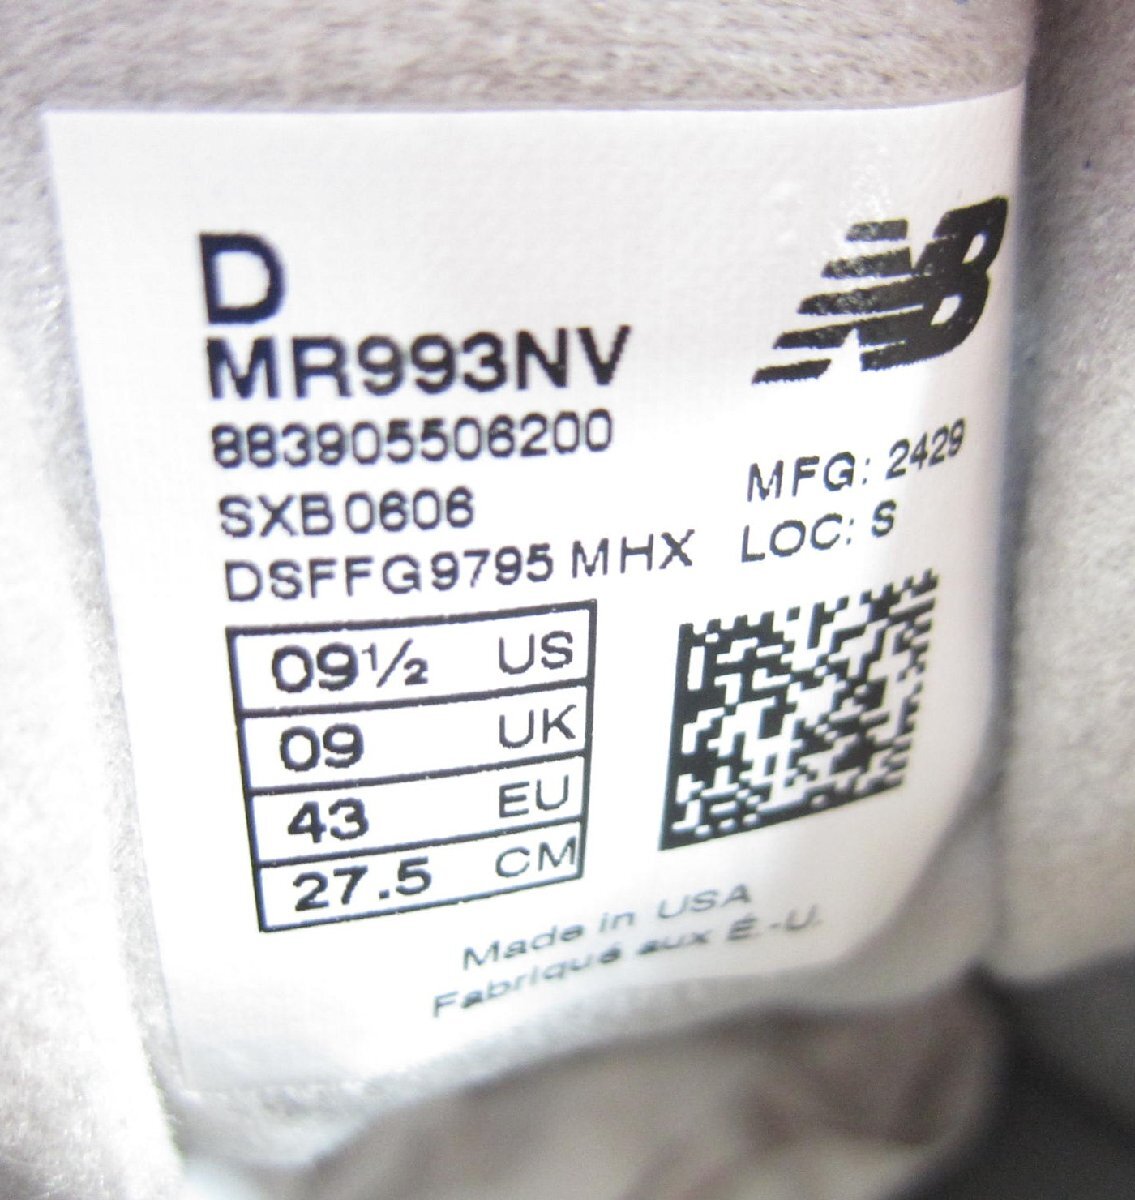 D
NB
MR993NV
883905506200
MFG: 2429
SXB0606
LOC: S
DSFFG9795 MHX
09½ US
09 UK
43 EU
27.5 CM
Made in USA
Fabriqué aux É.-U.